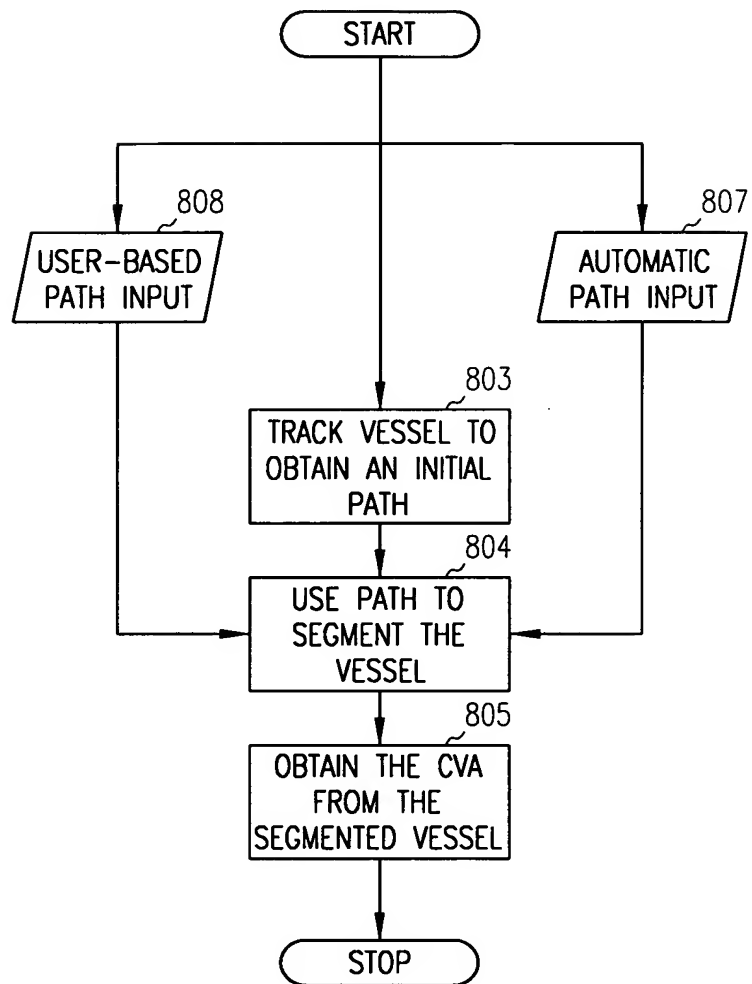 START
808
USER-BASED
PATH INPUT
807
AUTOMATIC
PATH INPUT
803
TRACK VESSEL TO
OBTAIN AN INITIAL
PATH
804
USE PATH TO
SEGMENT THE
VESSEL
805
OBTAIN THE CVA
FROM THE
SEGMENTED VESSEL
STOP